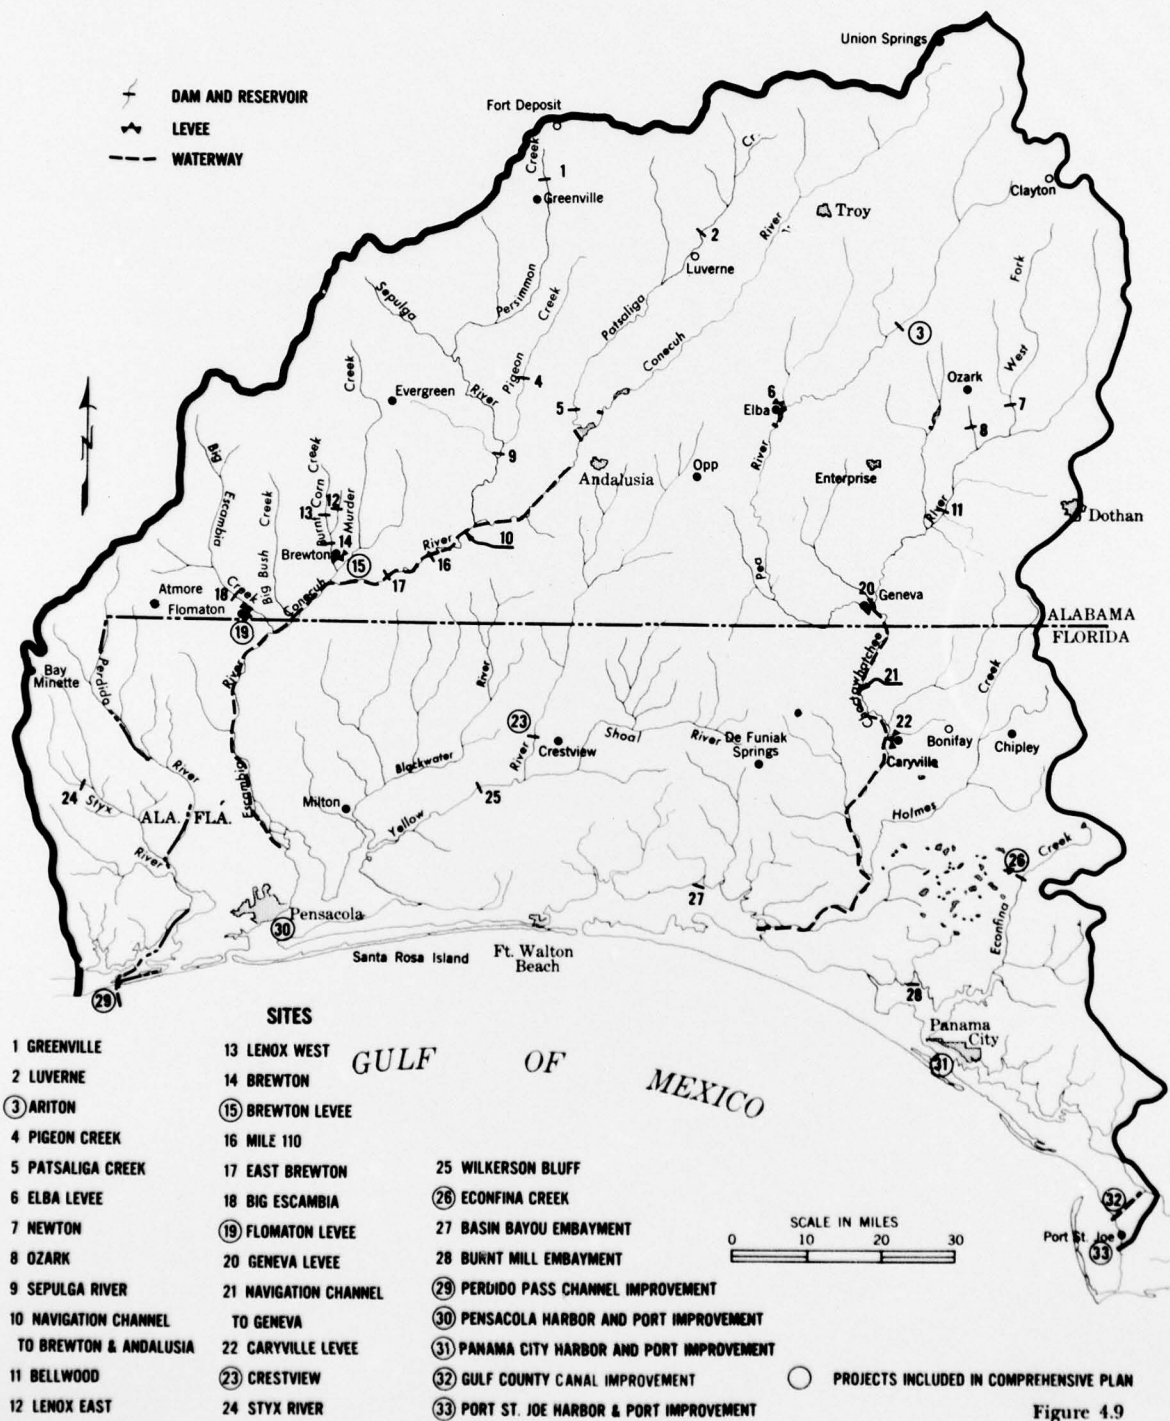 Union Springs
DAM AND RESERVOIR
LEVEE
WATERWAY
Fort Deposit
Creek
1
Greenville
Cr.
Clayton
Troy
River
2
Luverne
Fork
West
Sepulga
Persimmon
Creek
Patsaliga
Conecuh
3
Creek
Evergreen
River
Pigeon
4
5
6
Elba
Ozark
7
8
N
Big
Escambia
Creek
Big Bush
Creek
Burnt Corn
12
13
Murder
14
Brewton
15
9
Andalusia
Opp
River
Enterprise
River
11
Dothan
River
10
16
17
Pea
20
Geneva
Atmore
Flomaton
18
Creek
19
Conecuh
ALABAMA
FLORIDA
Bay
Minette
Perdido
River
River
Choctawhatchee
21
Creek
23
Crestview
Shoal
River
De Funiak
Springs
22
Caryville
Bonifay
Chipley
River
Blackwater
River
24
Styx
ALA.
FLA.
Escambia
Milton
Yellow
25
Holmes
River
26
Creek
Econfina
27
Pensacola
30
Santa Rosa Island
Ft. Walton
Beach
28
29
Panama
City
31
GULF OF MEXICO
32
Port St. Joe
33
SITES
1 GREENVILLE
2 LUVERNE
3 ARITON
4 PIGEON CREEK
5 PATSALIGA CREEK
6 ELBA LEVEE
7 NEWTON
8 OZARK
9 SEPULGA RIVER
10 NAVIGATION CHANNEL
TO BREWTON & ANDALUSIA
11 BELLWOOD
12 LENOX EAST
13 LENOX WEST
14 BREWTON
15 BREWTON LEVEE
16 MILE 110
17 EAST BREWTON
18 BIG ESCAMBIA
19 FLOMATON LEVEE
20 GENEVA LEVEE
21 NAVIGATION CHANNEL
TO GENEVA
22 CARYVILLE LEVEE
23 CRESTVIEW
24 STYX RIVER
25 WILKERSON BLUFF
26 ECONFINA CREEK
27 BASIN BAYOU EMBAYMENT
28 BURNT MILL EMBAYMENT
29 PERDIDO PASS CHANNEL IMPROVEMENT
30 PENSACOLA HARBOR AND PORT IMPROVEMENT
31 PANAMA CITY HARBOR AND PORT IMPROVEMENT
32 GULF COUNTY CANAL IMPROVEMENT
33 PORT ST. JOE HARBOR & PORT IMPROVEMENT
SCALE IN MILES
0 10 20 30
PROJECTS INCLUDED IN COMPREHENSIVE PLAN
Figure 4.9